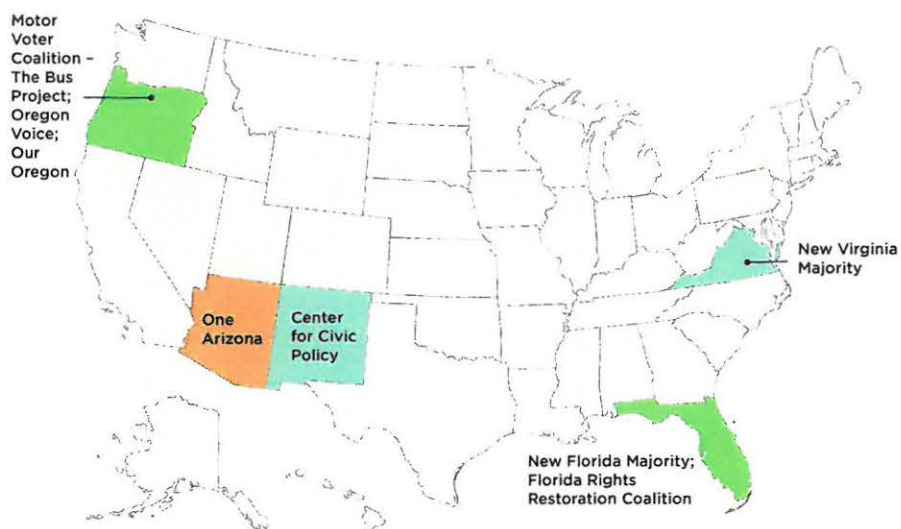 Motor
Voter
Coalition –
The Bus
Project;
Oregon
Voice;
Our
Oregon
One
Arizona
Center
for Civic
Policy
New Virginia
Majority
New Florida Majority;
Florida Rights
Restoration Coalition